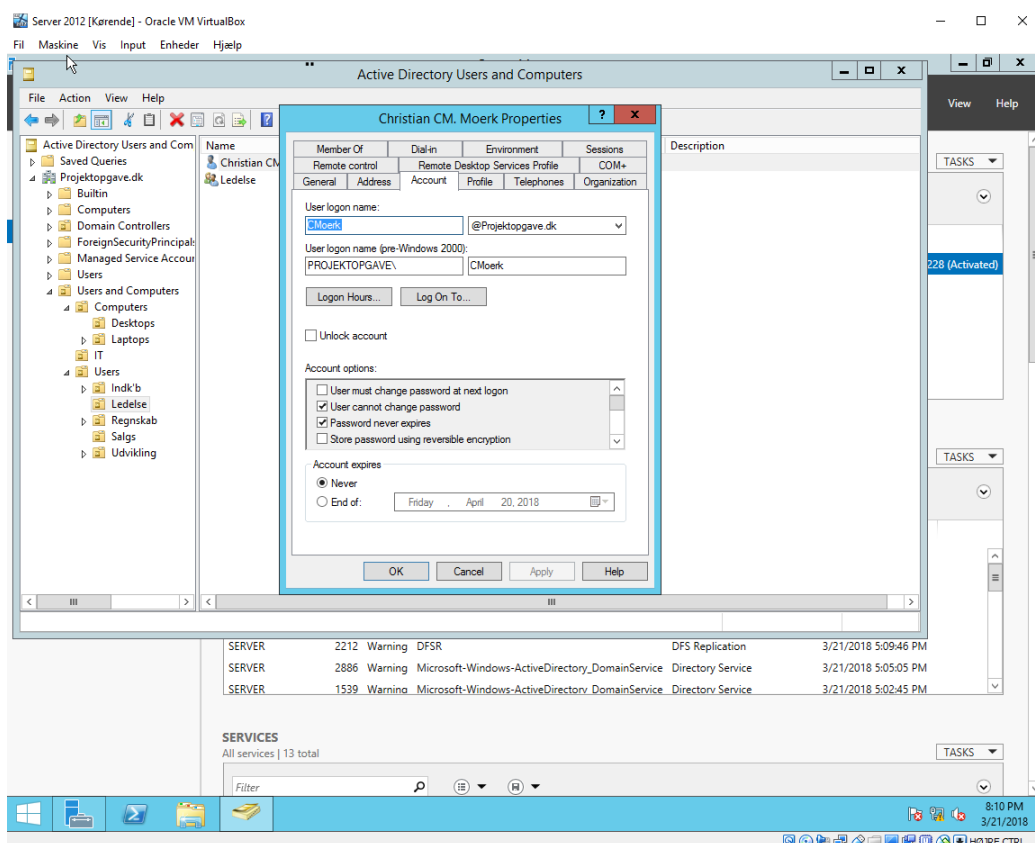 Server 2012 [Kørende] - Oracle VM VirtualBox
Fil Maskine Vis Input Enheder Hjælp
Active Directory Users and Computers
File Action View Help
View Help
Active Directory Users and Com
Saved Queries
Projektopgave.dk
Builtin
Computers
Domain Controllers
ForeignSecurityPrincipals
Managed Service Accour
Users
Users and Computers
Computers
Desktops
Laptops
IT
Users
Indk'b
Ledelse
Regnskab
Salgs
Udvikling
Name
Description
Christian CM
Ledelse
Christian CM. Moerk Properties
? x
Member Of Dial-in Environment Sessions
Remote control Remote Desktop Services Profile COM+
General Address Account Profile Telephones Organization
User logon name:
CMoerk @Projektopgave.dk
User logon name (pre-Windows 2000):
PROJEKTOPGAVE\ CMoerk
Logon Hours... Log On To...
Unlock account
Account options:
User must change password at next logon
User cannot change password
Password never expires
Store password using reversible encryption
Account expires
Never
End of: Friday , April 20, 2018
OK Cancel Apply Help
TASKS
228 (Activated)
TASKS
SERVER 2212 Warning DFSR DFS Replication 3/21/2018 5:09:46 PM
SERVER 2886 Warning Microsoft-Windows-ActiveDirectory_DomainService Directory Service 3/21/2018 5:05:05 PM
SERVER 1539 Warning Microsoft-Windows-ActiveDirectory_DomainService Directory Service 3/21/2018 5:02:45 PM
SERVICES
All services | 13 total
TASKS
Filter
8:10 PM
3/21/2018
HØJRE CTRL